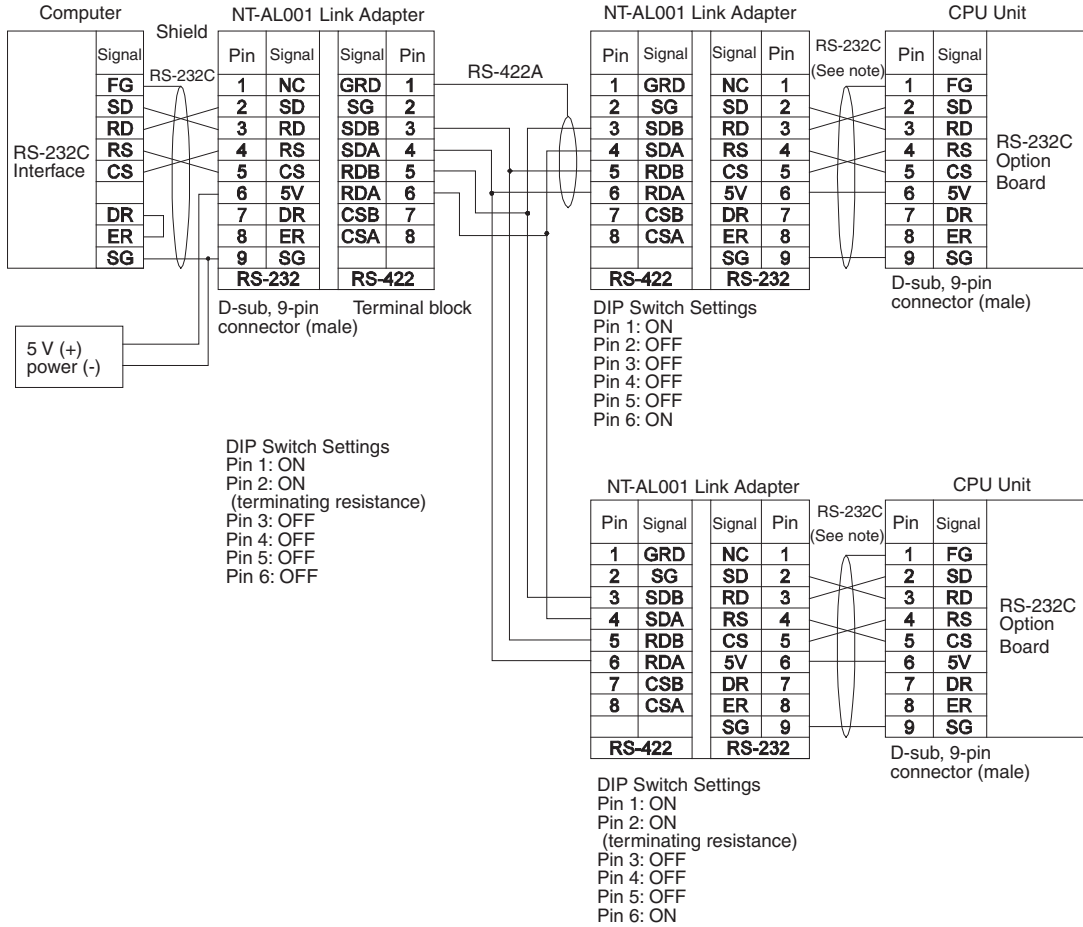 Computer
NT-AL001 Link Adapter
Shield
Signal
FG
SD
RD
RS
CS
DR
ER
SG
RS-232C
Interface
RS-232C
Pin Signal
1 NC
2 SD
3 RD
4 RS
5 CS
6 5V
7 DR
8 ER
9 SG
RS-232
Signal Pin
GRD 1
SG 2
SDB 3
SDA 4
RDB 5
RDA 6
CSB 7
CSA 8
RS-422
D-sub, 9-pin
connector (male)
Terminal block
5 V (+)
power (-)
DIP Switch Settings
Pin 1: ON
Pin 2: ON
(terminating resistance)
Pin 3: OFF
Pin 4: OFF
Pin 5: OFF
Pin 6: OFF
RS-422A
NT-AL001 Link Adapter
CPU Unit
Pin Signal
1 GRD
2 SG
3 SDB
4 SDA
5 RDB
6 RDA
7 CSB
8 CSA
RS-422
Signal Pin
NC 1
SD 2
RD 3
RS 4
CS 5
5V 6
DR 7
ER 8
SG 9
RS-232
RS-232C
(See note)
Pin Signal
1 FG
2 SD
3 RD
4 RS
5 CS
6 5V
7 DR
8 ER
9 SG
RS-232C
Option
Board
D-sub, 9-pin
connector (male)
DIP Switch Settings
Pin 1: ON
Pin 2: OFF
Pin 3: OFF
Pin 4: OFF
Pin 5: OFF
Pin 6: ON
NT-AL001 Link Adapter
CPU Unit
Pin Signal
1 GRD
2 SG
3 SDB
4 SDA
5 RDB
6 RDA
7 CSB
8 CSA
RS-422
Signal Pin
NC 1
SD 2
RD 3
RS 4
CS 5
5V 6
DR 7
ER 8
SG 9
RS-232
RS-232C
(See note)
Pin Signal
1 FG
2 SD
3 RD
4 RS
5 CS
6 5V
7 DR
8 ER
9 SG
RS-232C
Option
Board
D-sub, 9-pin
connector (male)
DIP Switch Settings
Pin 1: ON
Pin 2: ON
(terminating resistance)
Pin 3: OFF
Pin 4: OFF
Pin 5: OFF
Pin 6: ON